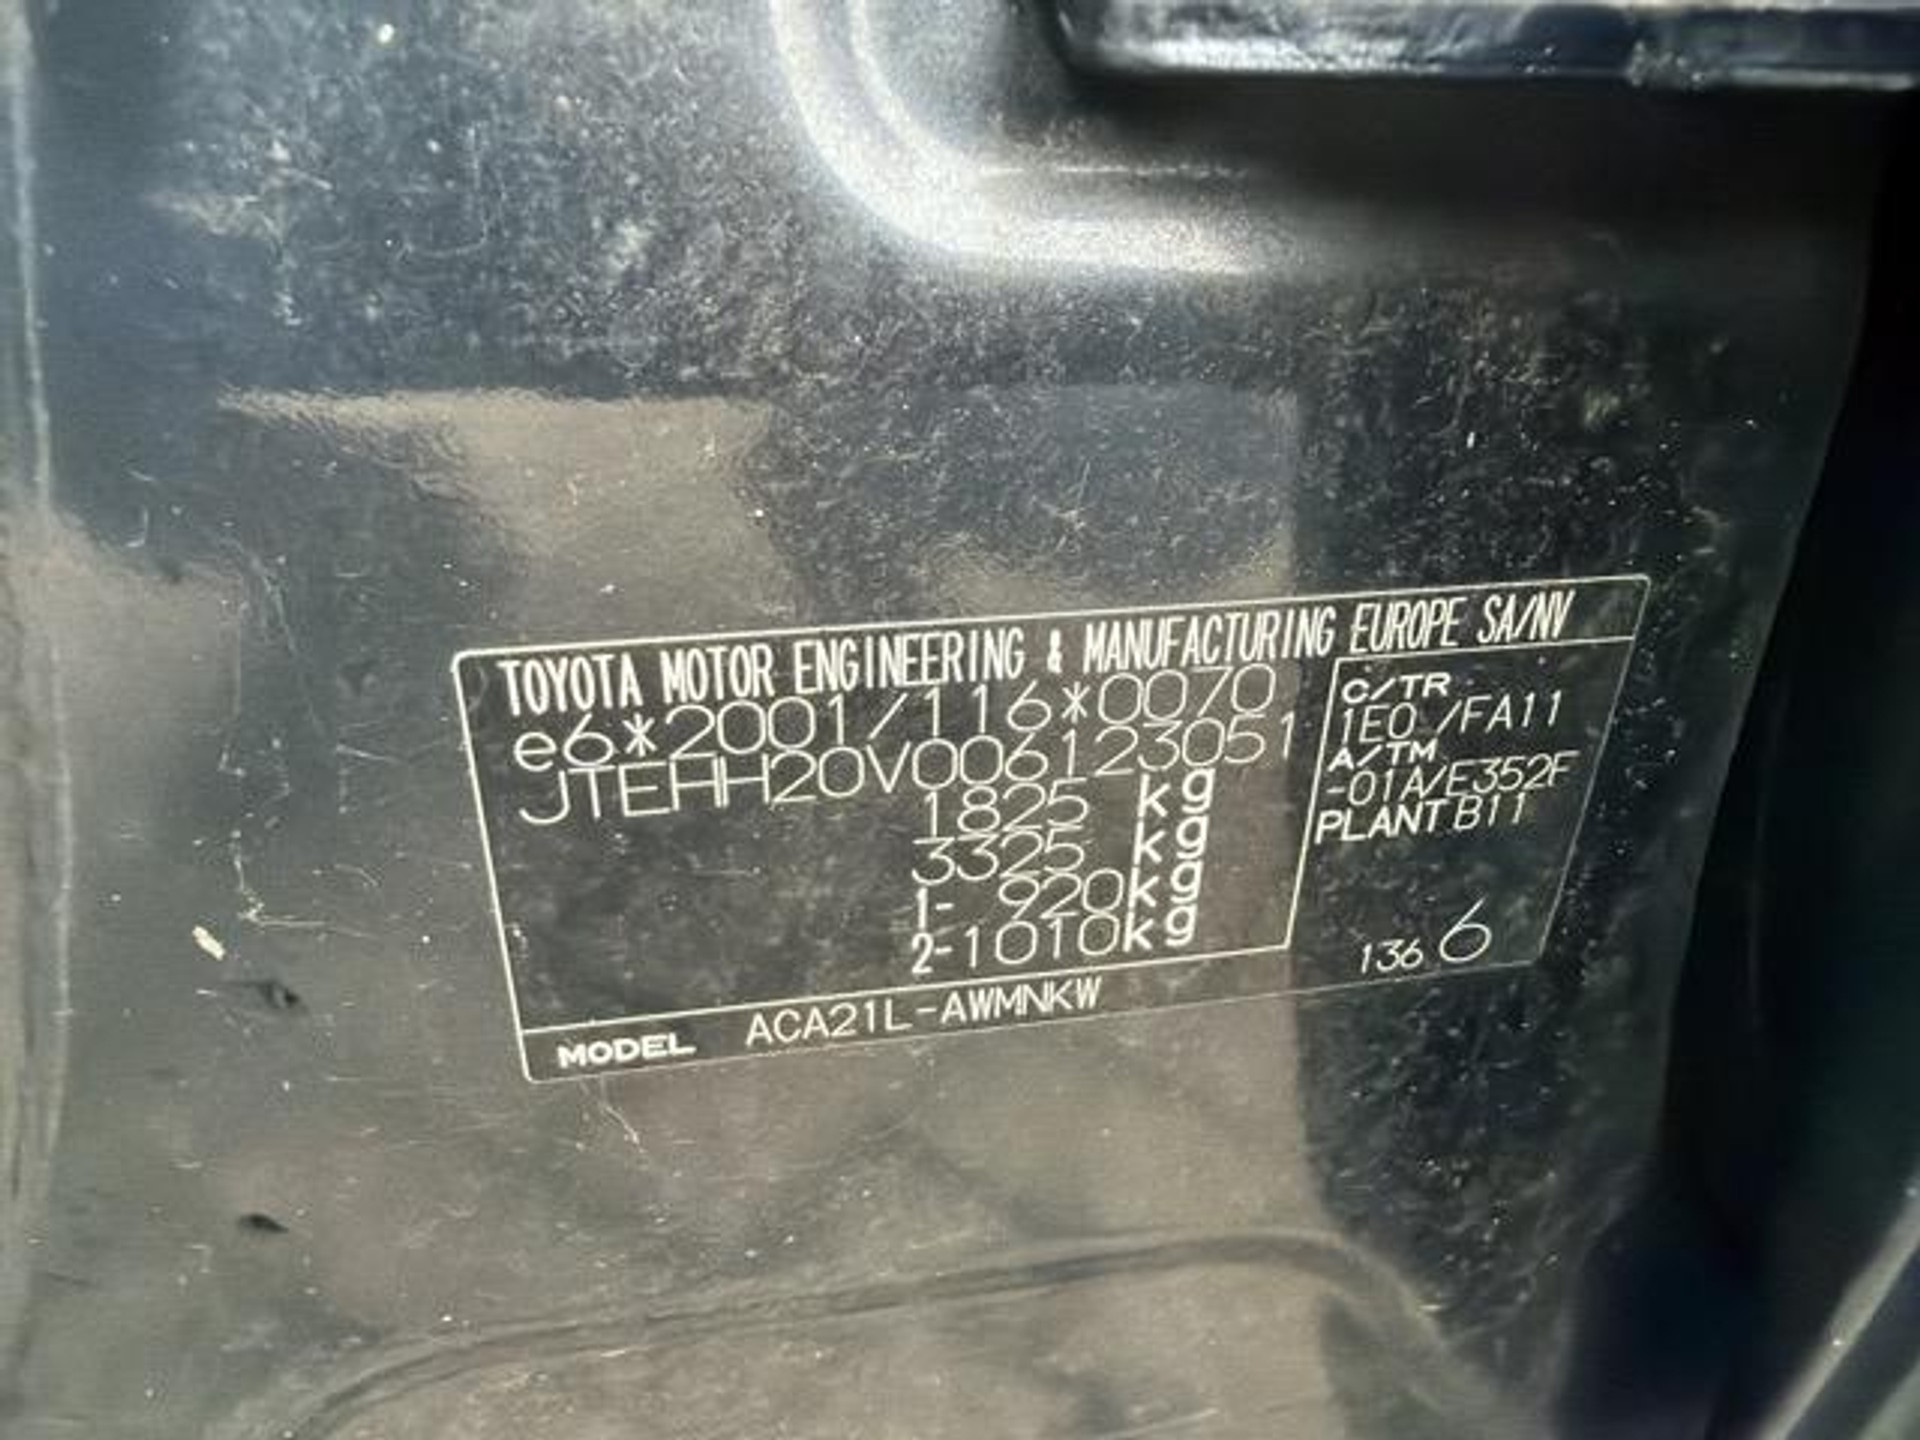 TOYOTA MOTOR ENGINEERING & MANUFACTURING EUROPE SA/NV
e6*2001/116*0070
JTEHH20V006123051
1825 kg
3325 kg
1- 920kg
2-1010kg
C/TR
1E0 /FA11
A/TM
-01A/E352F
PLANT B11
136 6
MODEL ACA21L-AWMNKW